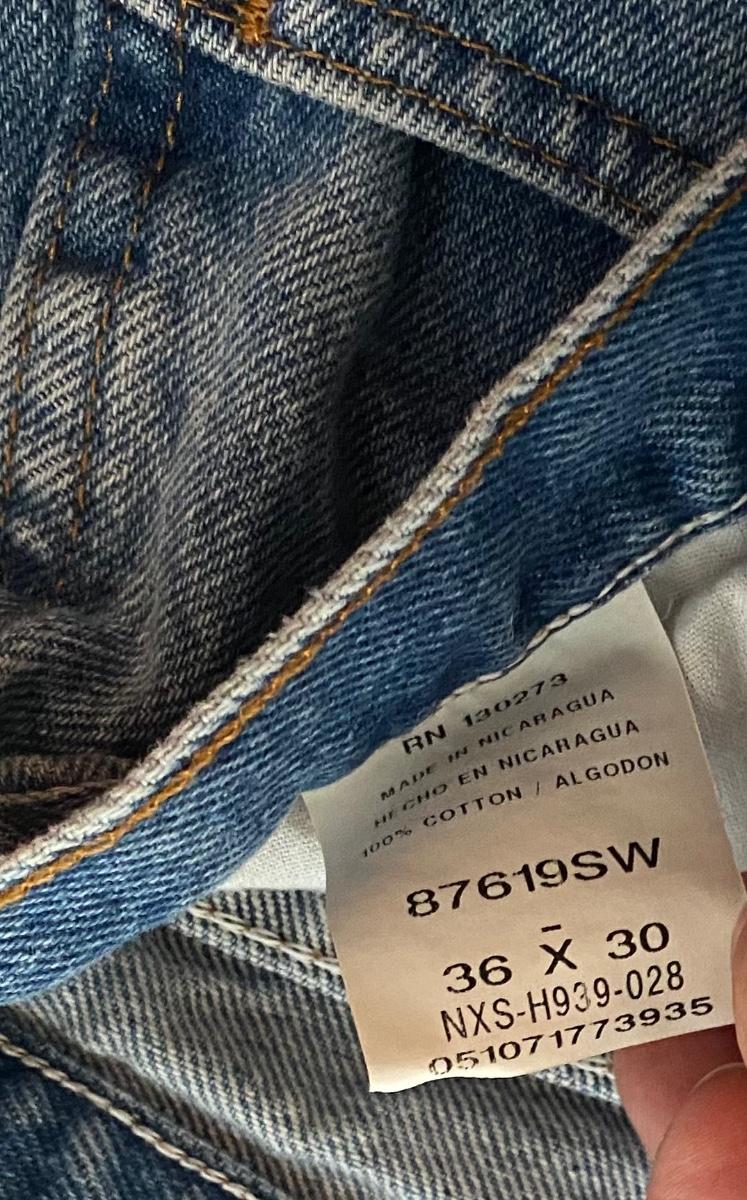 RN 130273
MADE IN NICARAGUA
HECHO EN NICARAGUA
100% COTTON / ALGODON
87619SW
36 X̄ 30
NXS-H939-028
051071773935